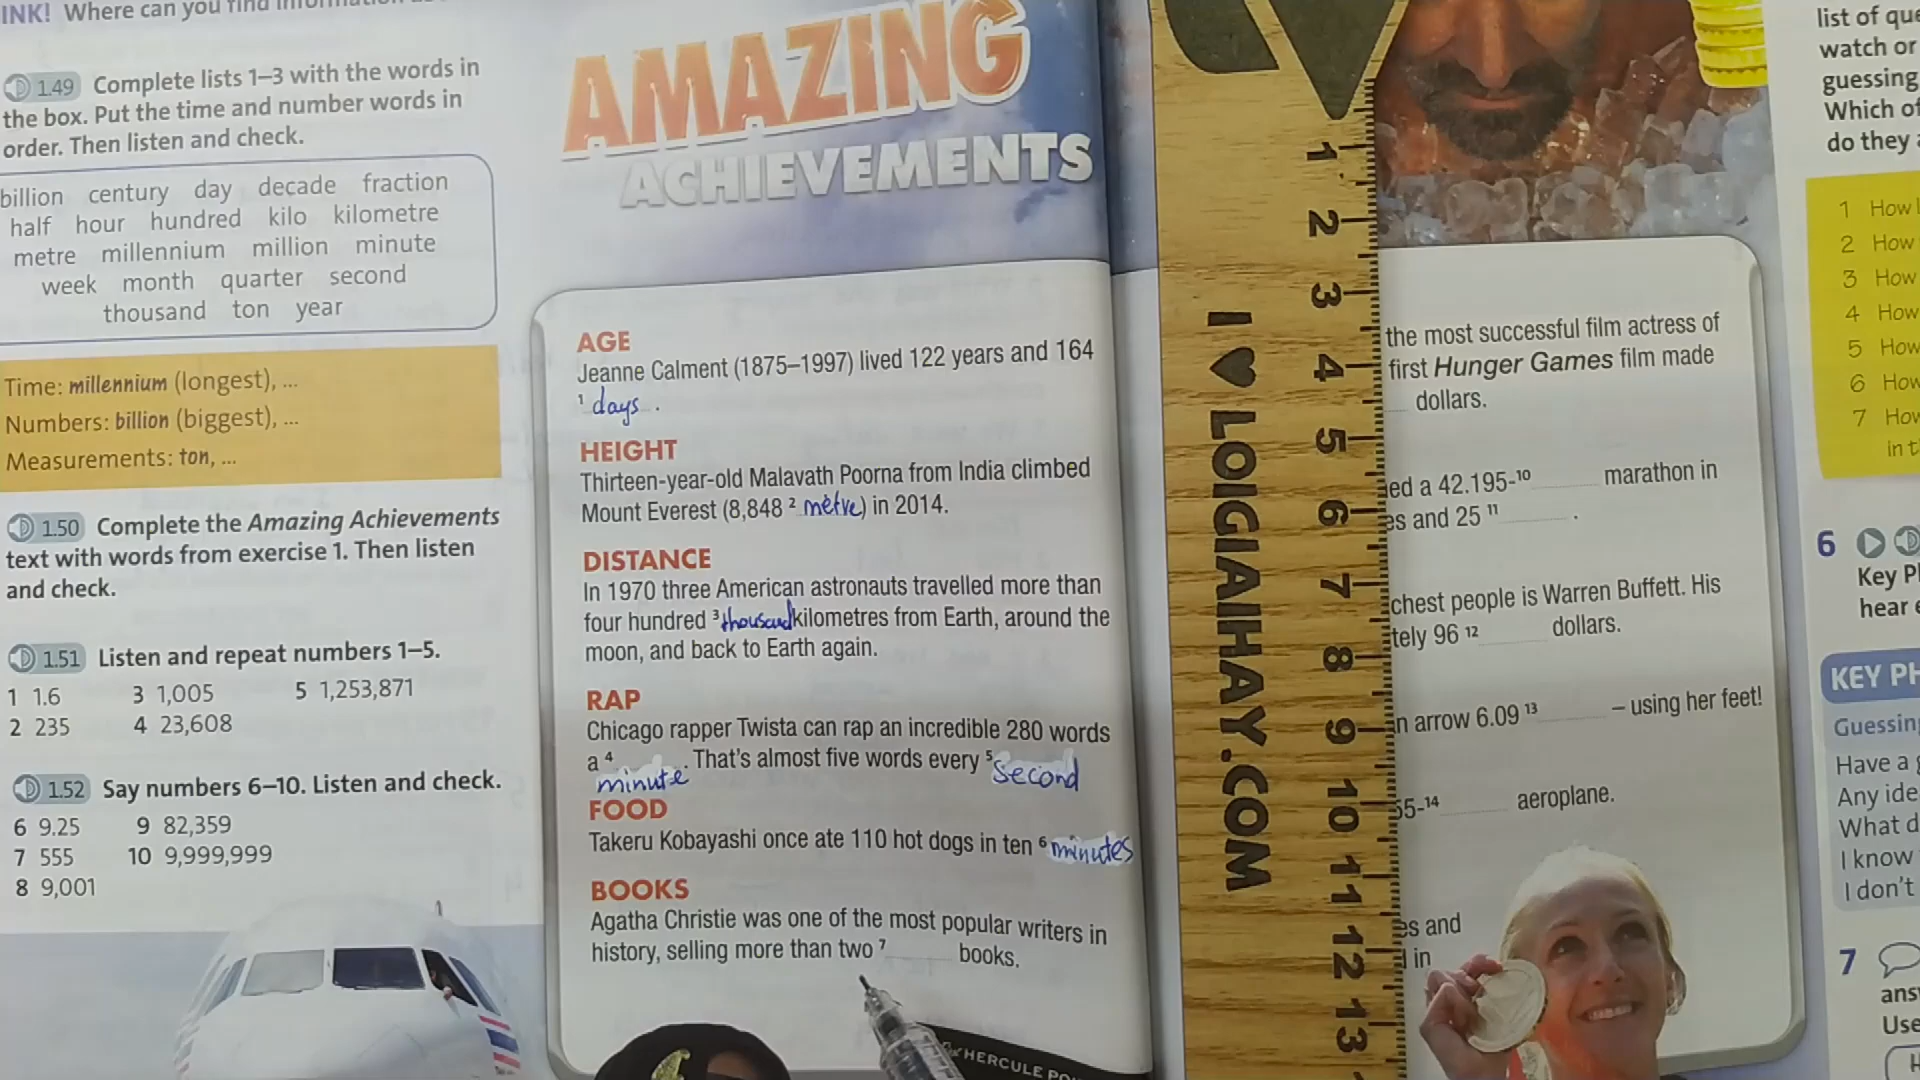 INK! Where can you find
1.49 Complete lists 1–3 with the words in
the box. Put the time and number words in
order. Then listen and check.
billion century day decade fraction
half hour hundred kilo kilometre
metre millennium million minute
week month quarter second
thousand ton year
Time: millennium (longest), ...
Numbers: billion (biggest), ...
Measurements: ton, ...
1.50 Complete the Amazing Achievements
text with words from exercise 1. Then listen
and check.
1.51 Listen and repeat numbers 1–5.
1 1.6 3 1,005 5 1,253,871
2 235 4 23,608
1.52 Say numbers 6–10. Listen and check.
6 9.25 9 82,359
7 555 10 9,999,999
8 9,001
AMAZING
ACHIEVEMENTS
AGE
Jeanne Calment (1875–1997) lived 122 years and 164
1 days .
HEIGHT
Thirteen-year-old Malavath Poorna from India climbed
Mount Everest (8,848 2 metre) in 2014.
DISTANCE
In 1970 three American astronauts travelled more than
four hundred 3 thousand kilometres from Earth, around the
moon, and back to Earth again.
RAP
Chicago rapper Twista can rap an incredible 280 words
a 4 minute. That's almost five words every 5 second
FOOD
Takeru Kobayashi once ate 110 hot dogs in ten 6 minutes
BOOKS
Agatha Christie was one of the most popular writers in
history, selling more than two 7 books.
HERCULE
I ♥ LOIGIAIHAY.COM
1
2
3
4
5
6
7
8
9
10
11
12
13
the most successful film actress of
first Hunger Games film made
dollars.
ed a 42.195-10 marathon in
es and 25 11 .
chest people is Warren Buffett. His
tely 96 12 dollars.
n arrow 6.09 13 – using her feet!
55-14 aeroplane.
es and
in
list of que
watch or
guessing
Which of
do they
1 How
2 How
3 How
4 How
5 How
6 How
7 How
in t
6
Key P
hear
KEY PH
Guessing
Have a
Any ide
What d
I know
I don't
7
ans
Use